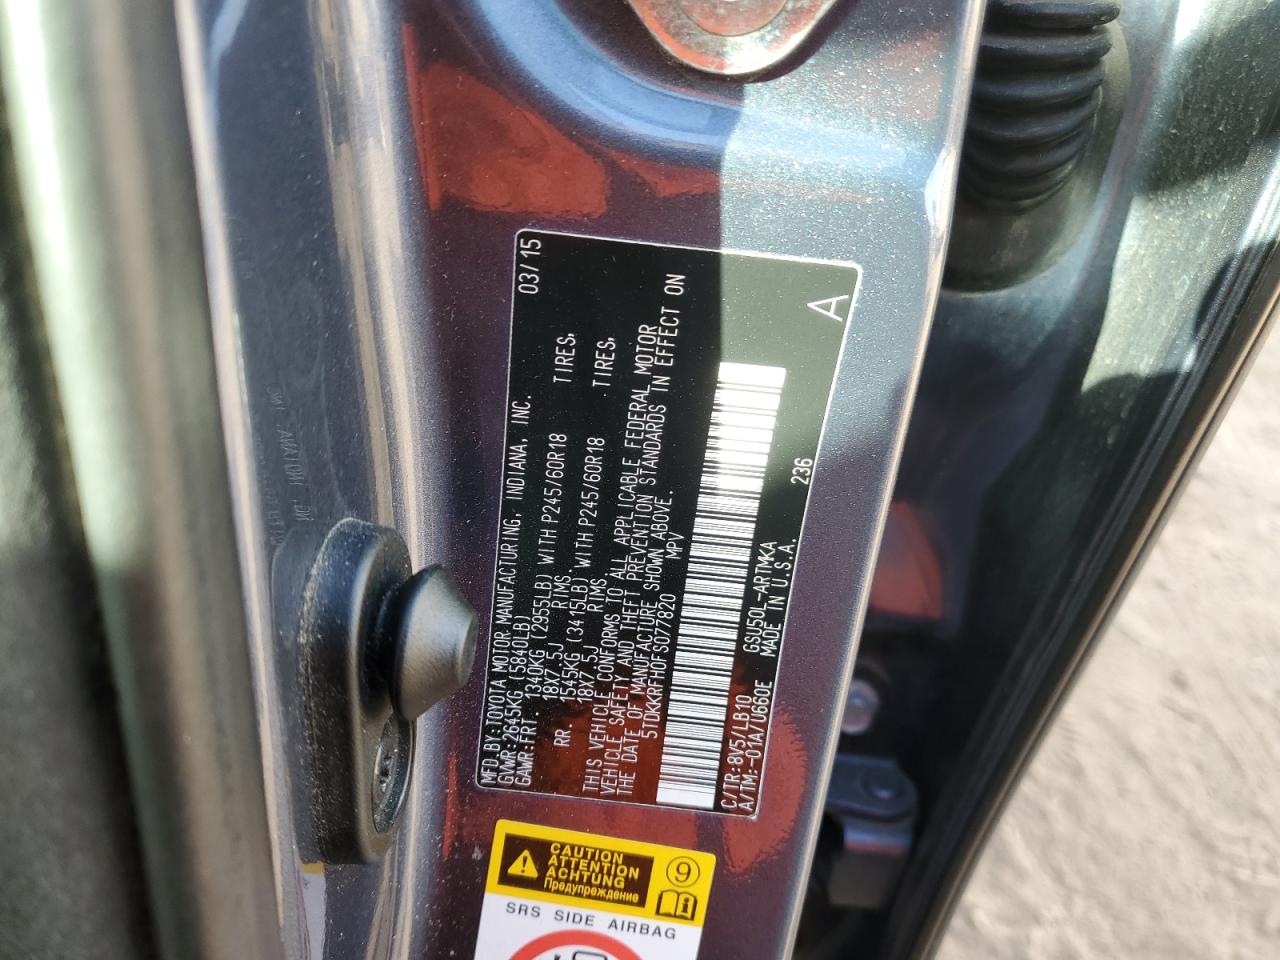 MFD.BY:TOYOTA MOTOR MANUFACTURING, INDIANA, INC. 03/15
GVWR:2645KG (5840LB)
GAWR:FRT. 1340KG (2955LB) WITH P245/60R18 TIRES,
18X7.5J RIMS
RR. 1545KG (3415LB) WITH P245/60R18 TIRES,
18X7.5J RIMS,
THIS VEHICLE CONFORMS TO ALL APPLICABLE FEDERAL MOTOR
VEHICLE SAFETY AND THEFT PREVENTION STANDARDS IN EFFECT ON
THE DATE OF MANUFACTURE SHOWN ABOVE.
5TDKKRFH0FS077820 MPV
C/TR:8V5/LB10 GSU50L-ARTMKA 236 A
A/TM:-01A/U660E MADE IN U.S.A.
CAUTION
ATTENTION
ACHTUNG
Предупреждение
9
i
SRS SIDE AIRBAG